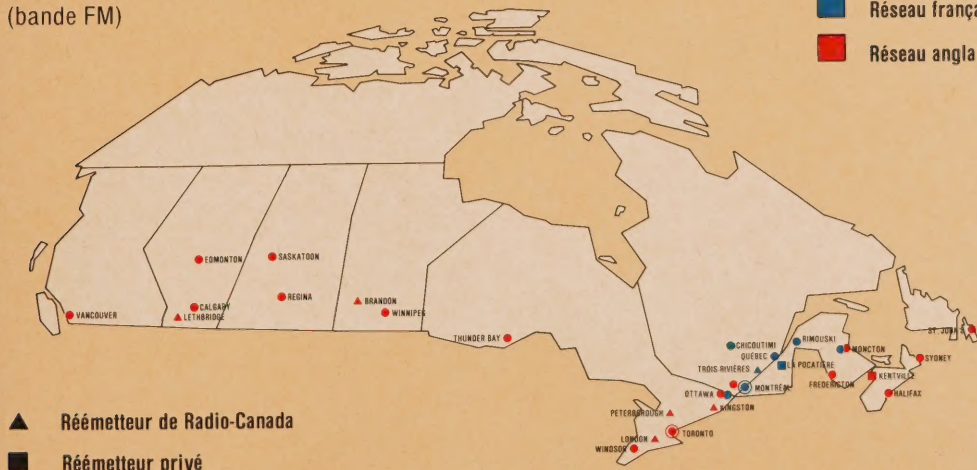 (bande FM)
Réseau frança
Réseau angla
EDMONTON
SASKATOON
CALGARY
LETHBRIDGE
REGINA
BRANDON
WINNIPEG
VANCOUVER
THUNDER BAY
CHICOUTIMI
RIMOUSKI
ST. JOHN'S
QUÉBEC
MONCTON
SYDNEY
LA POCATIÈRE
TROIS-RIVIÈRES
KENTVILLE
MONTRÉAL
FREDERICTON
OTTAWA
HALIFAX
KINGSTON
PETERBOROUGH
TORONTO
LONDON
WINDSOR
Réémetteur de Radio-Canada
Réémetteur privé